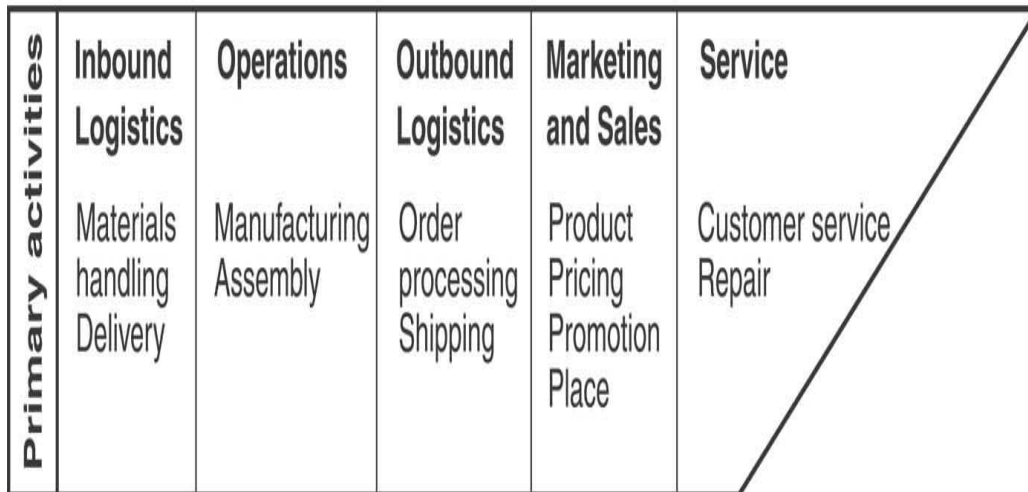 Primary activities
Inbound
Logistics
Materials
handling
Delivery
Operations
Manufacturing
Assembly
Outbound
Logistics
Order
processing
Shipping
Marketing
and Sales
Product
Pricing
Promotion
Place
Service
Customer service
Repair